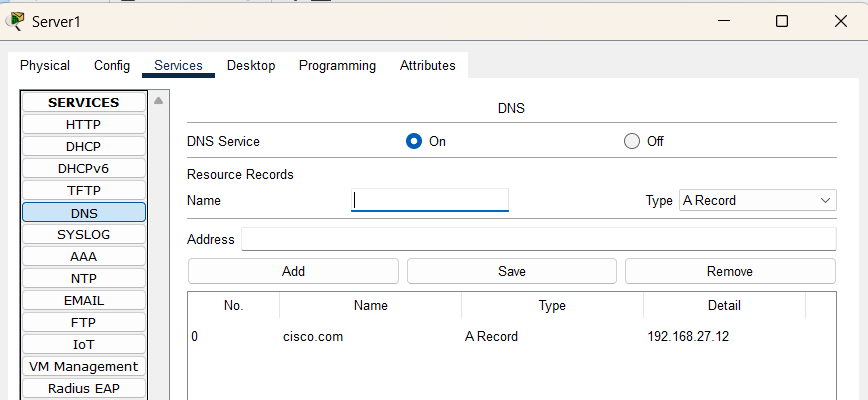 Server1
Physical Config Services Desktop Programming Attributes
SERVICES
HTTP
DHCP
DHCPv6
TFTP
DNS
SYSLOG
AAA
NTP
EMAIL
FTP
IoT
VM Management
Radius EAP
DNS
DNS Service On Off
Resource Records
Name Type A Record
Address
Add Save Remove
No. Name Type Detail
0 cisco.com A Record 192.168.27.12